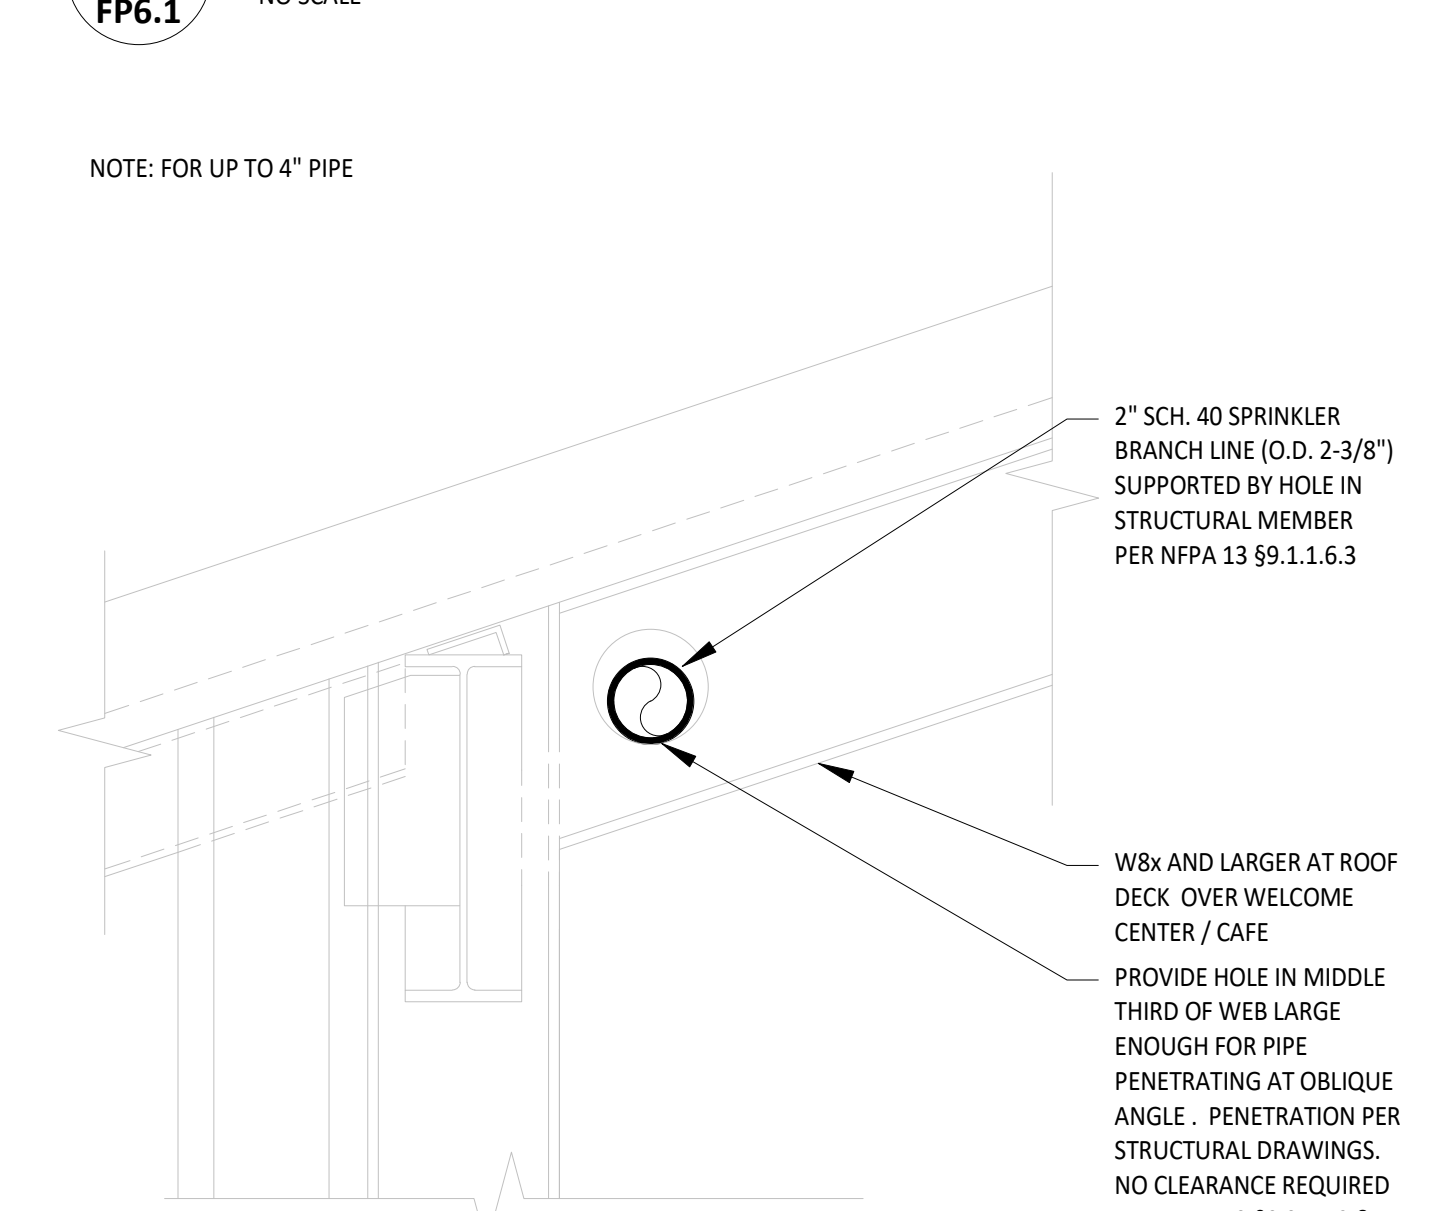 FP6.1
NO SCALE
NOTE: FOR UP TO 4" PIPE
2" SCH. 40 SPRINKLER
BRANCH LINE (O.D. 2-3/8")
SUPPORTED BY HOLE IN
STRUCTURAL MEMBER
PER NFPA 13 §9.1.1.6.3
W8x AND LARGER AT ROOF
DECK OVER WELCOME
CENTER / CAFE
PROVIDE HOLE IN MIDDLE
THIRD OF WEB LARGE
ENOUGH FOR PIPE
PENETRATING AT OBLIQUE
ANGLE . PENETRATION PER
STRUCTURAL DRAWINGS.
NO CLEARANCE REQUIRED